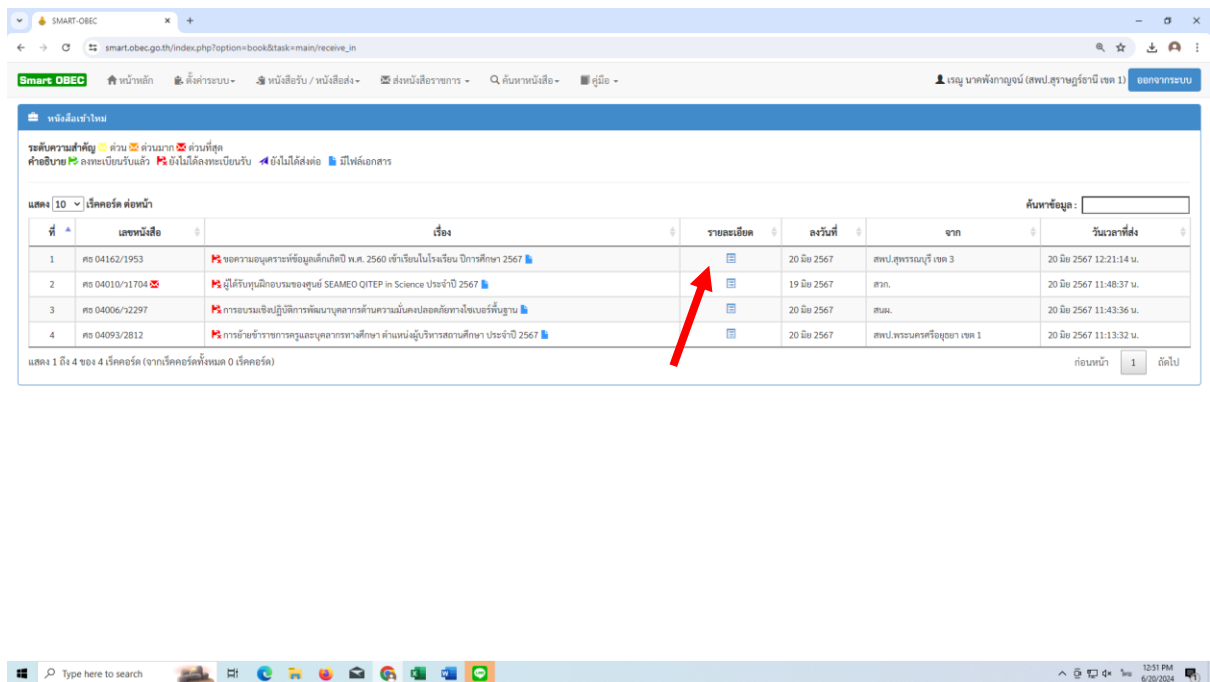 SMART-OBEC
smart.obec.go.th/index.php?option=book&task=main/receive_in
Smart OBEC หน้าหลัก ตั้งค่าระบบ หนังสือรับ / หนังสือส่ง ส่งหนังสือราชการ ค้นหาหนังสือ คู่มือ เรณู นาคพังกาญจน์ (สพป.สุราษฎร์ธานี เขต 1) ออกจากระบบ
หนังสือเข้าใหม่
ระดับความสำคัญ ด่วน ด่วนมาก ด่วนที่สุด
คำอธิบาย ลงทะเบียนรับแล้ว ยังไม่ได้ลงทะเบียนรับ ยังไม่ได้ส่งต่อ มีไฟล์เอกสาร
แสดง 10 เร็คคอร์ด ต่อหน้า ค้นหาข้อมูล :
ที่ เลขหนังสือ เรื่อง รายละเอียด ลงวันที่ จาก วันเวลาที่ส่ง
1 ศธ 04162/1953 ขอความอนุเคราะห์ข้อมูลเด็กเกิดปี พ.ศ. 2560 เข้าเรียนในโรงเรียน ปีการศึกษา 2567 20 มิย 2567 สพป.สุพรรณบุรี เขต 3 20 มิย 2567 12:21:14 น.
2 ศธ 04010/ว1704 ผู้ได้รับทุนฝึกอบรมของศูนย์ SEAMEO QITEP in Science ประจำปี 2567 19 มิย 2567 สวก. 20 มิย 2567 11:48:37 น.
3 ศธ 04006/ว2297 การอบรมเชิงปฏิบัติการพัฒนาบุคลากรด้านความมั่นคงปลอดภัยทางไซเบอร์พื้นฐาน 20 มิย 2567 สนผ. 20 มิย 2567 11:43:36 น.
4 ศธ 04093/2812 การย้ายข้าราชการครูและบุคลากรทางศึกษา ตำแหน่งผู้บริหารสถานศึกษา ประจำปี 2567 20 มิย 2567 สพป.พระนครศรีอยุธยา เขต 1 20 มิย 2567 11:13:32 น.
แสดง 1 ถึง 4 ของ 4 เร็คคอร์ด (จากเร็คคอร์ดทั้งหมด 0 เร็คคอร์ด) ก่อนหน้า 1 ถัดไป
Type here to search 12:51 PM
6/20/2024